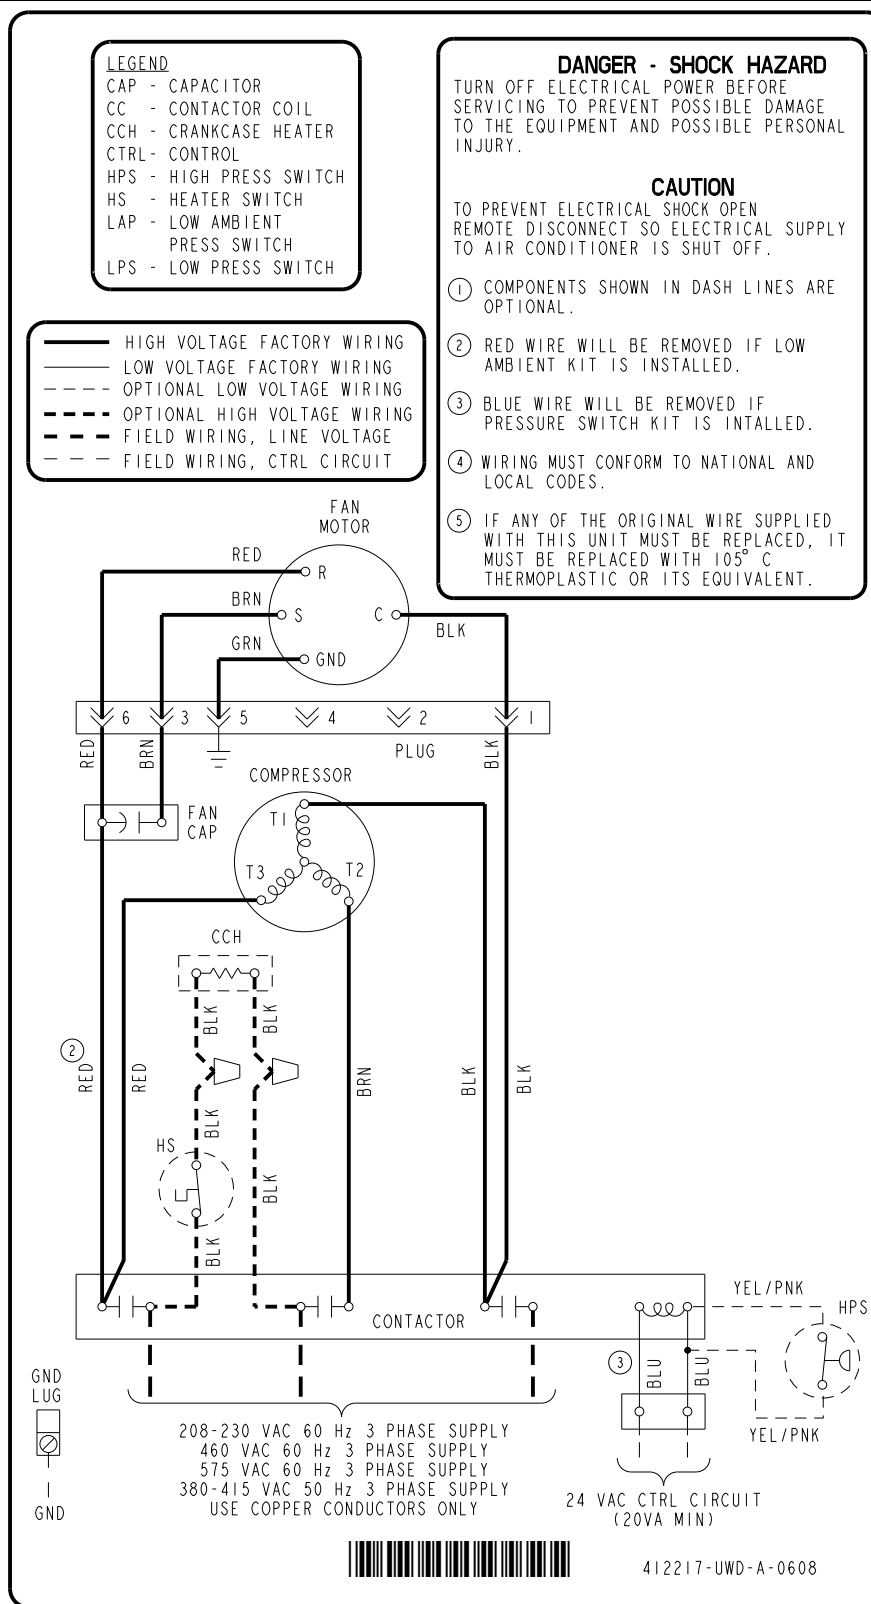 LEGEND
CAP - CAPACITOR
CC - CONTACTOR COIL
CCH - CRANKCASE HEATER
CTRL- CONTROL
HPS - HIGH PRESS SWITCH
HS - HEATER SWITCH
LAP - LOW AMBIENT
PRESS SWITCH
LPS - LOW PRESS SWITCH
HIGH VOLTAGE FACTORY WIRING
LOW VOLTAGE FACTORY WIRING
OPTIONAL LOW VOLTAGE WIRING
OPTIONAL HIGH VOLTAGE WIRING
FIELD WIRING, LINE VOLTAGE
FIELD WIRING, CTRL CIRCUIT
DANGER - SHOCK HAZARD
TURN OFF ELECTRICAL POWER BEFORE
SERVICING TO PREVENT POSSIBLE DAMAGE
TO THE EQUIPMENT AND POSSIBLE PERSONAL
INJURY.
CAUTION
TO PREVENT ELECTRICAL SHOCK OPEN
REMOTE DISCONNECT SO ELECTRICAL SUPPLY
TO AIR CONDITIONER IS SHUT OFF.
1 COMPONENTS SHOWN IN DASH LINES ARE
OPTIONAL.
2 RED WIRE WILL BE REMOVED IF LOW
AMBIENT KIT IS INSTALLED.
3 BLUE WIRE WILL BE REMOVED IF
PRESSURE SWITCH KIT IS INTALLED.
4 WIRING MUST CONFORM TO NATIONAL AND
LOCAL CODES.
5 IF ANY OF THE ORIGINAL WIRE SUPPLIED
WITH THIS UNIT MUST BE REPLACED, IT
MUST BE REPLACED WITH 105° C
THERMOPLASTIC OR ITS EQUIVALENT.
FAN
MOTOR
RED
R
BRN
S
C
BLK
GRN
GND
6 3 5 4 2 1
RED
BRN
PLUG
BLK
COMPRESSOR
FAN
CAP
T1
T3
T2
CCH
BLK
BLK
2
RED
RED
BRN
BLK
BLK
BLK
HS
BLK
BLK
CONTACTOR
YEL/PNK
HPS
3
BLU
BLU
YEL/PNK
GND
LUG
GND
208-230 VAC 60 Hz 3 PHASE SUPPLY
460 VAC 60 Hz 3 PHASE SUPPLY
575 VAC 60 Hz 3 PHASE SUPPLY
380-415 VAC 50 Hz 3 PHASE SUPPLY
USE COPPER CONDUCTORS ONLY
24 VAC CTRL CIRCUIT
(20VA MIN)
412217-UWD-A-0608